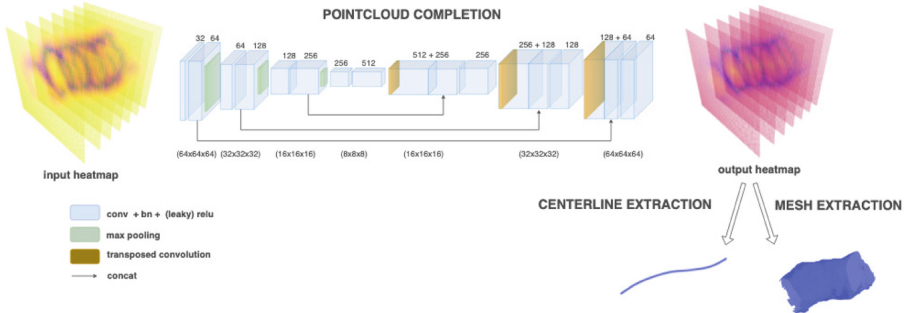 POINTCLOUD COMPLETION
32 64
64 128
128 256
256 512
512 + 256 256
256 + 128 128
128 + 64 64
(64x64x64) (32x32x32) (16x16x16) (8x8x8) (16x16x16) (32x32x32) (64x64x64)
input heatmap
output heatmap
conv + bn + (leaky) relu
max pooling
transposed convolution
concat
CENTERLINE EXTRACTION
MESH EXTRACTION